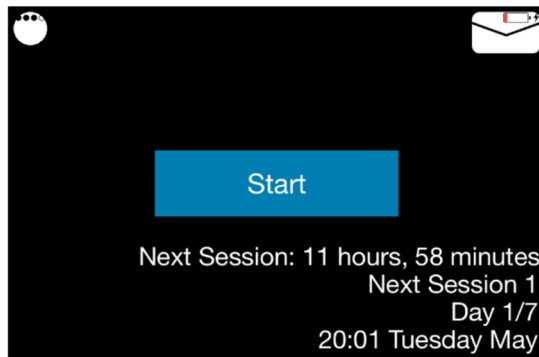 Start
Next Session: 11 hours, 58 minutes
Next Session 1
Day 1/7
20:01 Tuesday May